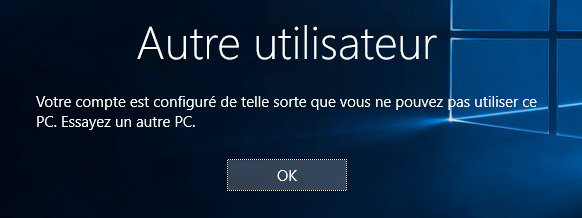 Autre utilisateur
Votre compte est configuré de telle sorte que vous ne pouvez pas utiliser ce
PC. Essayez un autre PC.
OK